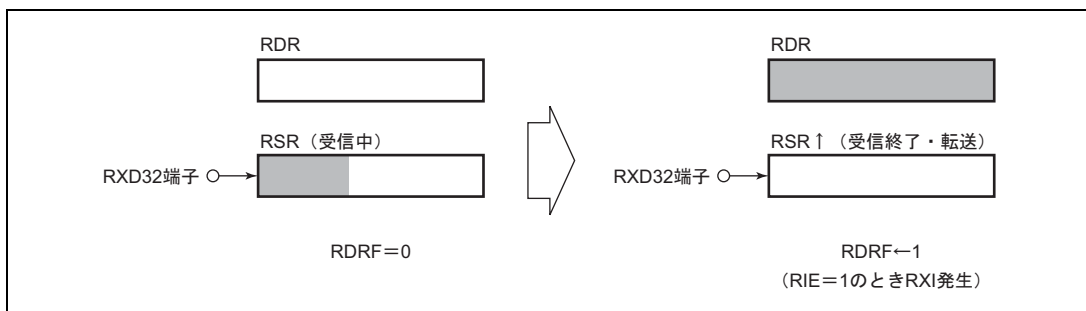 RDR
RSR（受信中）
RXD32端子
RDRF＝0
RDR
RSR↑（受信終了・転送）
RXD32端子
RDRF←1
（RIE＝1のときRXI発生）